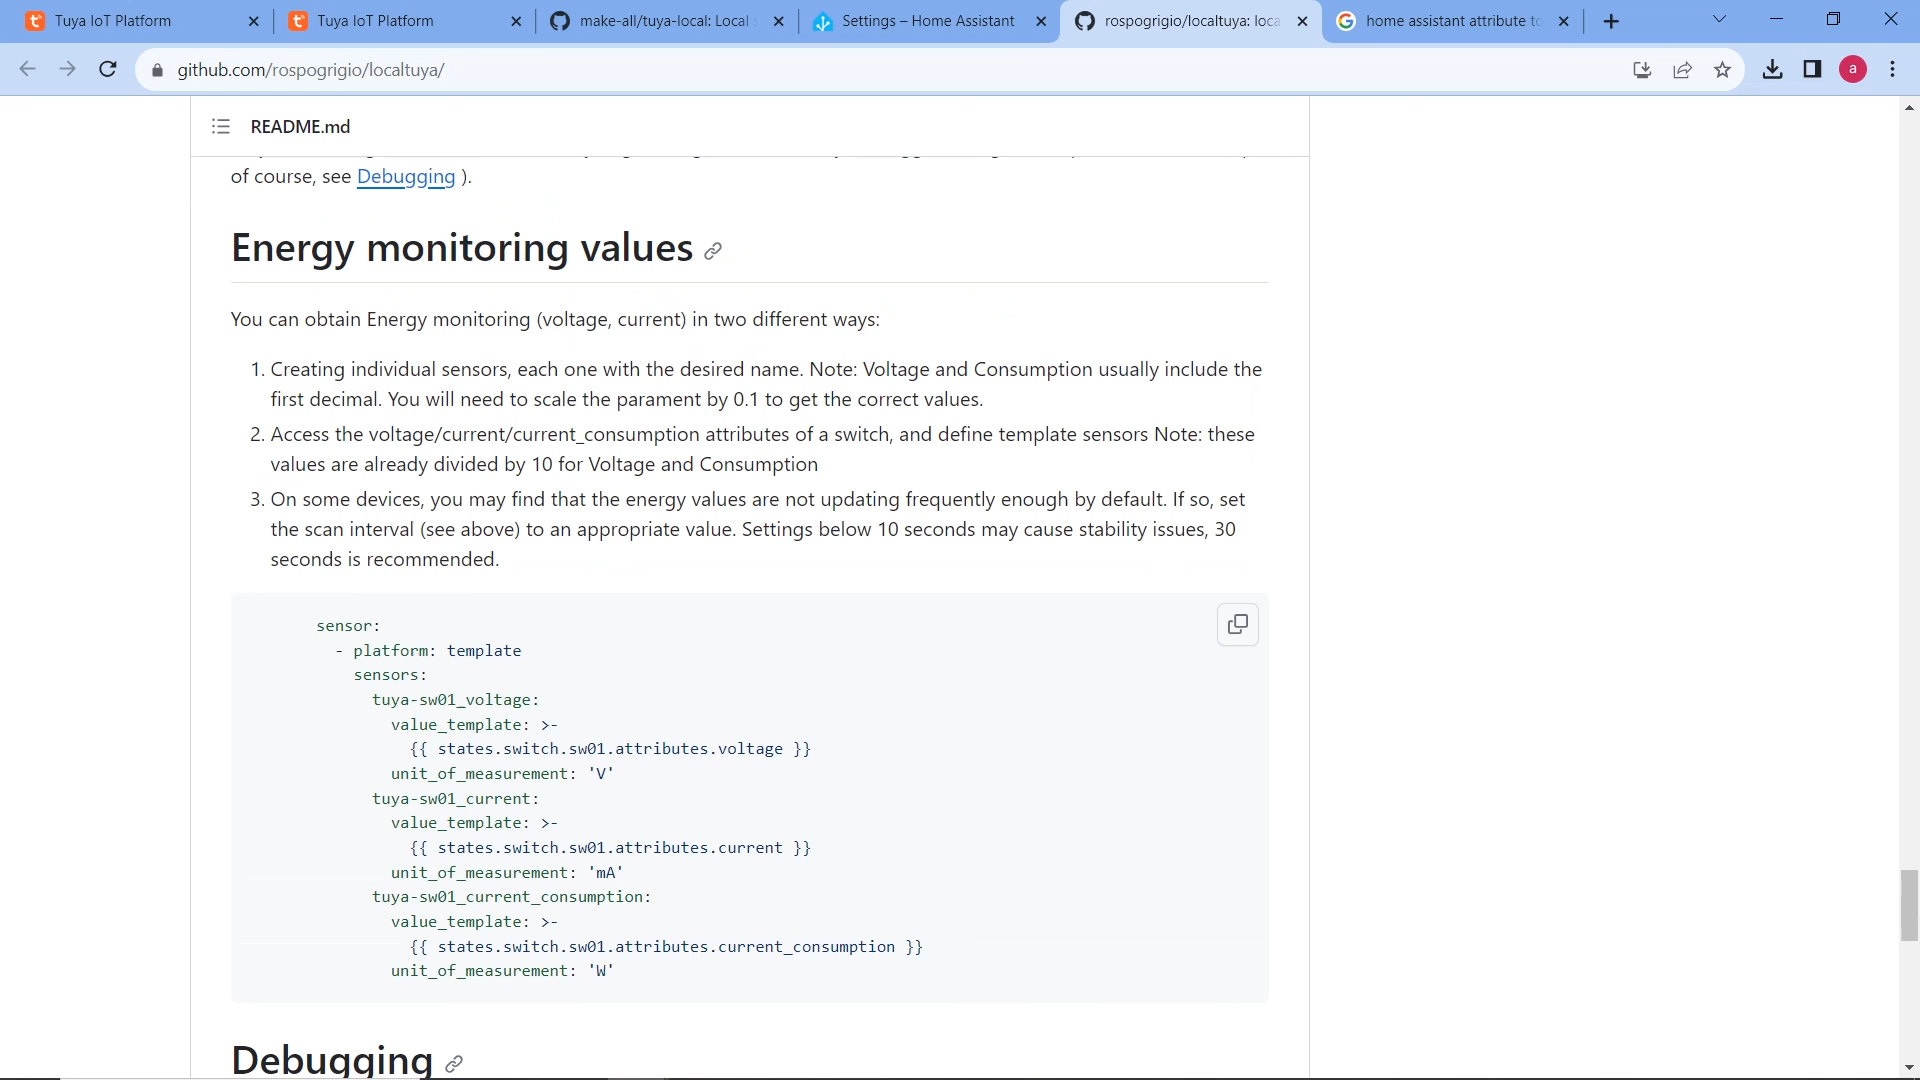 Tuya IoT Platform
Tuya IoT Platform
make-all/tuya-local: Local
Settings – Home Assistant
rospogrigio/localtuya: loca
home assistant attribute to
github.com/rospogrigio/localtuya/
a
README.md
of course, see Debugging ).
Energy monitoring values
You can obtain Energy monitoring (voltage, current) in two different ways:
1. Creating individual sensors, each one with the desired name. Note: Voltage and Consumption usually include the
first decimal. You will need to scale the parament by 0.1 to get the correct values.
2. Access the voltage/current/current_consumption attributes of a switch, and define template sensors Note: these
values are already divided by 10 for Voltage and Consumption
3. On some devices, you may find that the energy values are not updating frequently enough by default. If so, set
the scan interval (see above) to an appropriate value. Settings below 10 seconds may cause stability issues, 30
seconds is recommended.
sensor:
- platform: template
sensors:
tuya-sw01_voltage:
value_template: >-
{{ states.switch.sw01.attributes.voltage }}
unit_of_measurement: 'V'
tuya-sw01_current:
value_template: >-
{{ states.switch.sw01.attributes.current }}
unit_of_measurement: 'mA'
tuya-sw01_current_consumption:
value_template: >-
{{ states.switch.sw01.attributes.current_consumption }}
unit_of_measurement: 'W'
Debugging